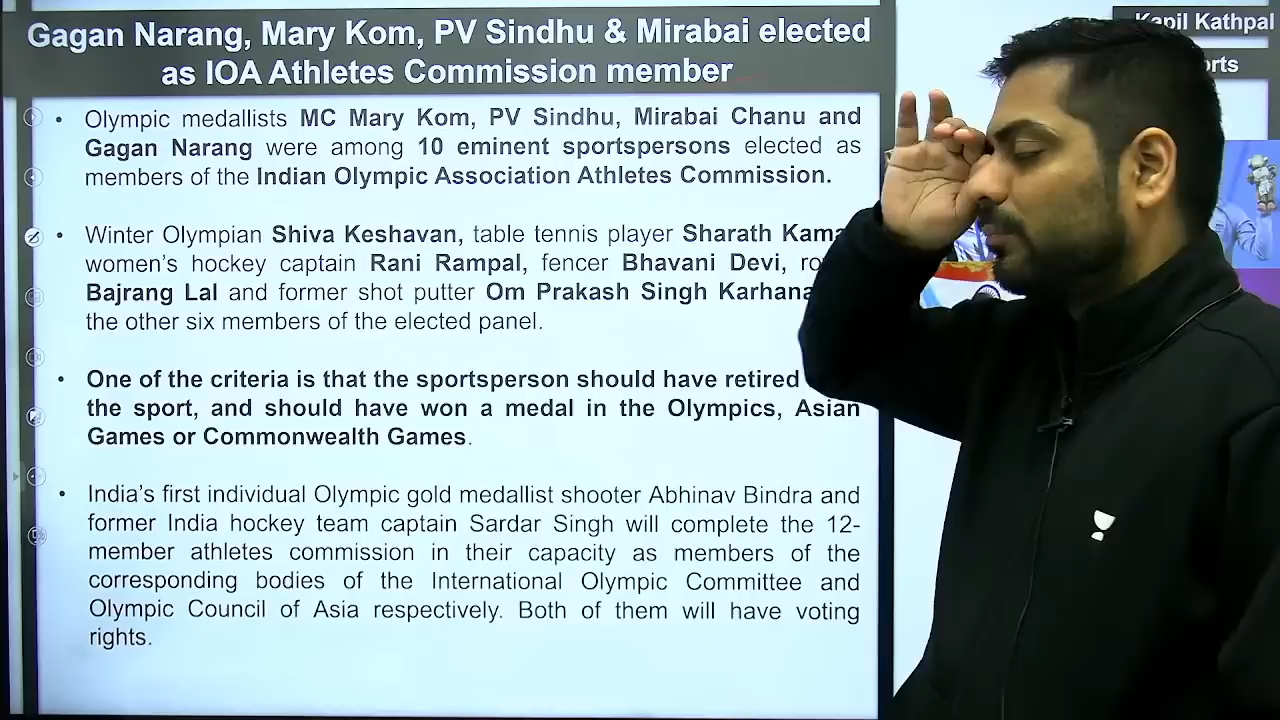 Gagan Narang, Mary Kom, PV Sindhu & Mirabai elected
as IOA Athletes Commission member
Kapil Kathpal
• Olympic medallists MC Mary Kom, PV Sindhu, Mirabai Chanu and
Gagan Narang were among 10 eminent sportspersons elected as
members of the Indian Olympic Association Athletes Commission.
• Winter Olympian Shiva Keshavan, table tennis player Sharath
women's hockey captain Rani Rampal, fencer Bhavani Devi,
Bajrang Lal and former shot putter Om Prakash Singh
the other six members of the elected panel.
• One of the criteria is that the sportsperson should have retired
the sport, and should have won a medal in the Olympics, Asian
Games or Commonwealth Games.
• India's first individual Olympic gold medallist shooter Abhinav Bindra and
former India hockey team captain Sardar Singh will complete the 12-
member athletes commission in their capacity as members of the
corresponding bodies of the International Olympic Committee and
Olympic Council of Asia respectively. Both of them will have voting
rights.